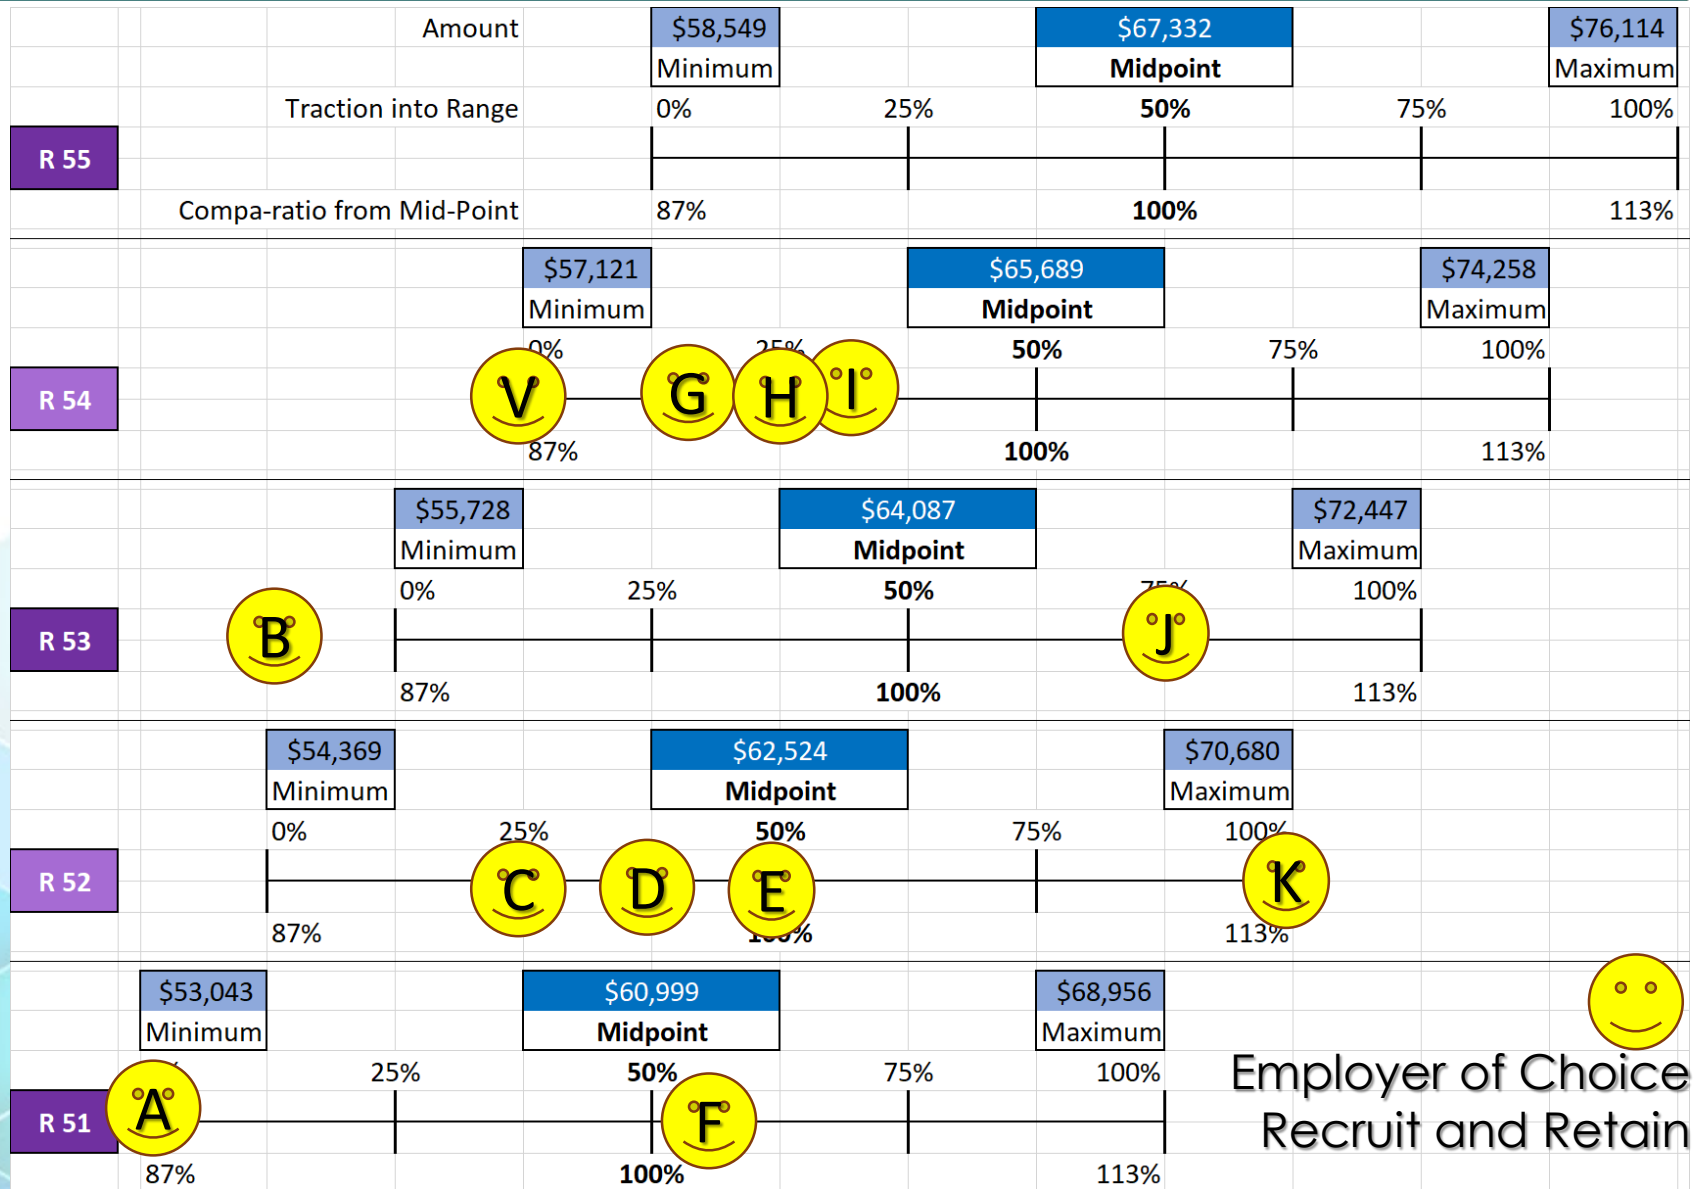 Amount $58,549 $67,332 $76,114
Minimum Midpoint Maximum
Traction into Range 0% 25% 50% 75% 100%
R 55
Compa-ratio from Mid-Point 87% 100% 113%
$57,121 $65,689 $74,258
Minimum Midpoint Maximum
0% 25% 50% 75% 100%
R 54 V G H I
87% 100% 113%
$55,728 $64,087 $72,447
Minimum Midpoint Maximum
0% 25% 50% 75% 100%
R 53 B J
87% 100% 113%
$54,369 $62,524 $70,680
Minimum Midpoint Maximum
0% 25% 50% 75% 100%
R 52 C D E K
87% 100% 113%
$53,043 $60,999 $68,956
Minimum Midpoint Maximum
25% 50% 75% 100%
R 51 A F
87% 100% 113%
Employer of Choice
Recruit and Retain